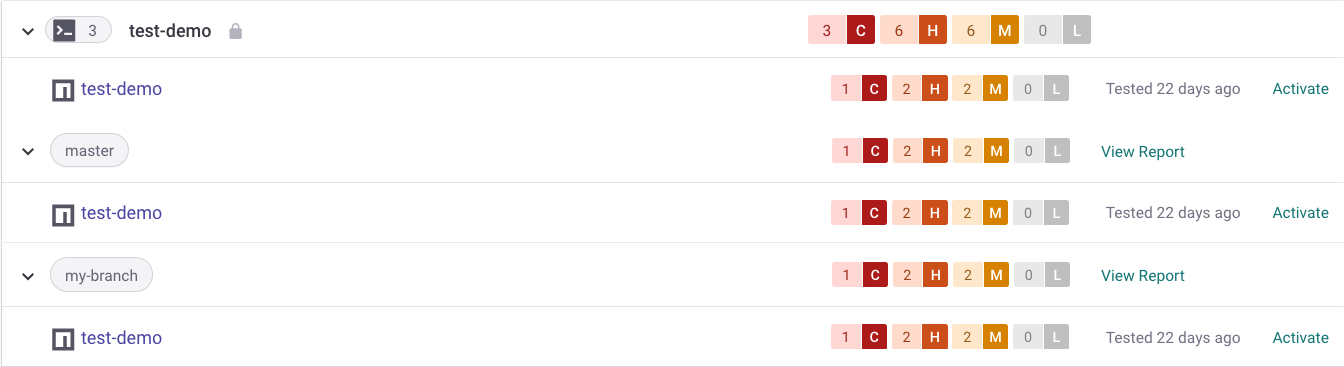 3 test-demo 3 C 6 H 6 M 0 L
test-demo 1 C 2 H 2 M 0 L Tested 22 days ago Activate
master 1 C 2 H 2 M 0 L View Report
test-demo 1 C 2 H 2 M 0 L Tested 22 days ago Activate
my-branch 1 C 2 H 2 M 0 L View Report
test-demo 1 C 2 H 2 M 0 L Tested 22 days ago Activate